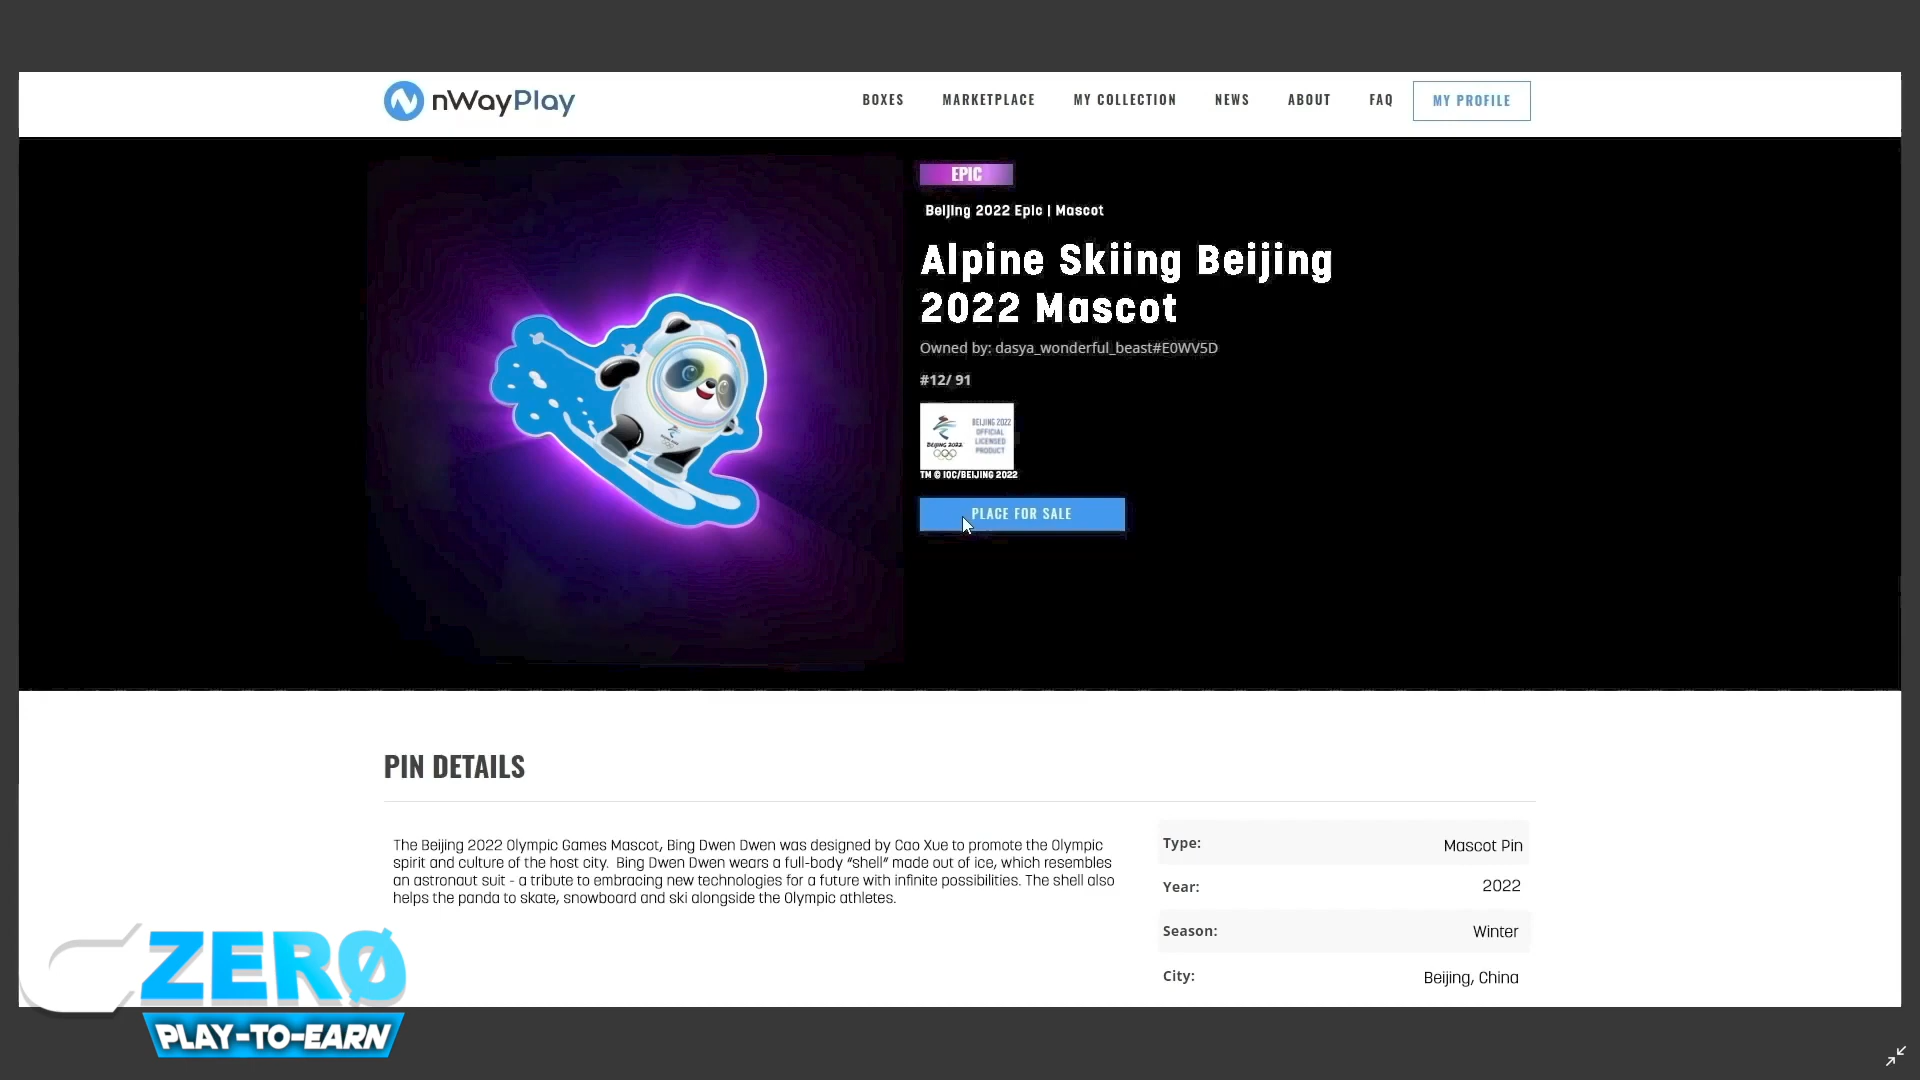 nWayPlay
BOXES
MARKETPLACE
MY COLLECTION
NEWS
ABOUT
FAQ
MY PROFILE
EPIC
Beijing 2022 Epic | Mascot
Alpine Skiing Beijing
2022 Mascot
Owned by: dasya_wonderful_beast#E0WV5D
#12/ 91
BEIJING 2022
BEIJING 2022
OFFICIAL
LICENSED
PRODUCT
TM © IOC/BEIJING 2022
PLACE FOR SALE
PIN DETAILS
The Beijing 2022 Olympic Games Mascot, Bing Dwen Dwen was designed by Cao Xue to promote the Olympic
spirit and culture of the host city. Bing Dwen Dwen wears a full-body “shell” made out of ice, which resembles
an astronaut suit - a tribute to embracing new technologies for a future with infinite possibilities. The shell also
helps the panda to skate, snowboard and ski alongside the Olympic athletes.
Type: Mascot Pin
Year: 2022
Season: Winter
City: Beijing, China
ZERØ
PLAY-TO-EARN